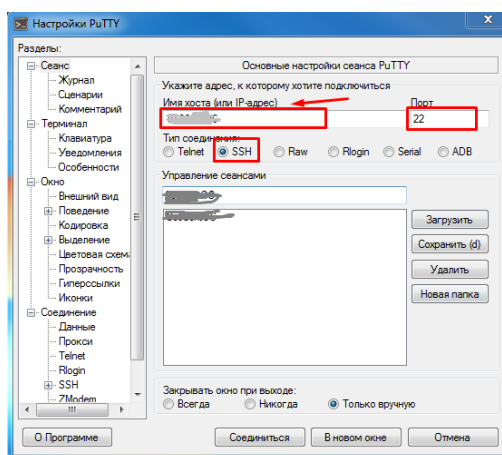 Настройки PuTTY
Разделы:
Сеанс
Журнал
Сценарии
Комментарий
Терминал
Клавиатура
Уведомления
Особенности
Окно
Внешний вид
Поведение
Кодировка
Выделение
Цветовая схем
Прозрачность
Гиперссылки
Иконки
Соединение
Данные
Прокси
Telnet
Rlogin
SSH
ZModem
О Программе
Основные настройки сеанса PuTTY
Укажите адрес, к которому хотите подключиться
Имя хоста (или IP-адрес) Порт
22
Тип соединения:
Telnet SSH Raw Rlogin Serial ADB
Управление сеансами
Загрузить
Сохранить (d)
Удалить
Новая папка
Закрывать окно при выходе:
Всегда Никогда Только вручную
Соединиться В новом окне Отмена